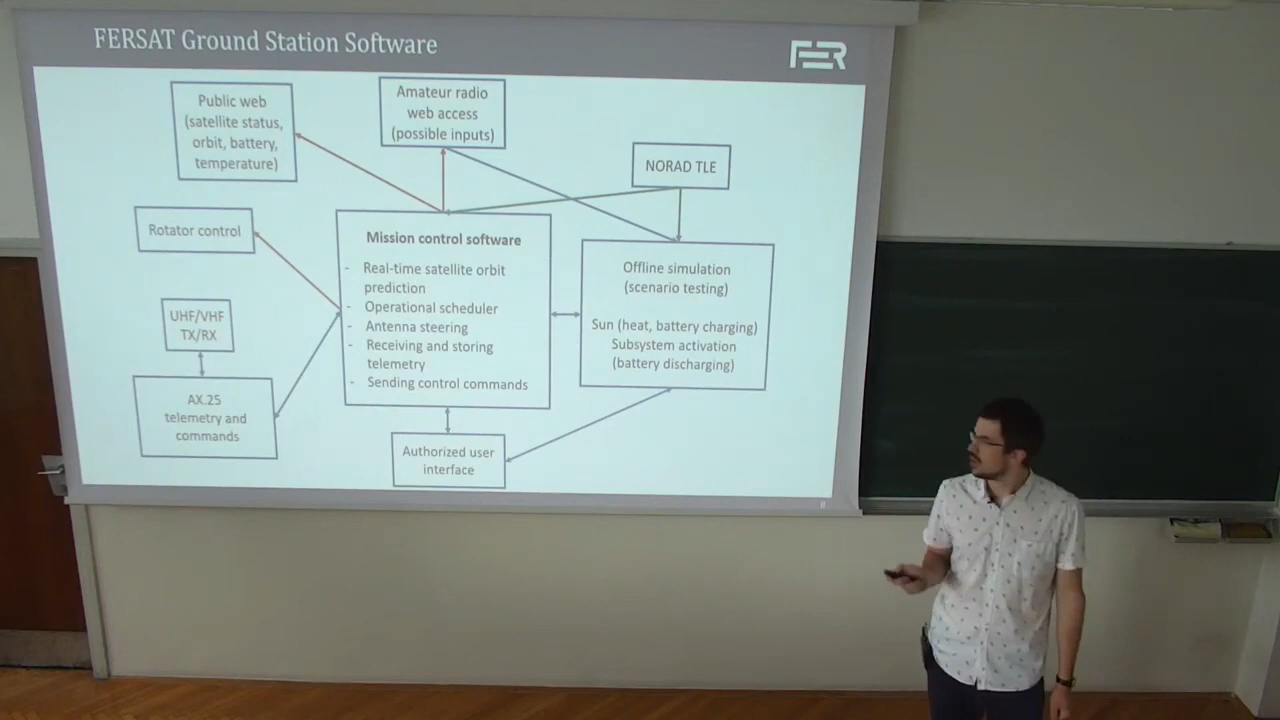 FERSAT Ground Station Software
FER
Public web
(satellite status,
orbit, battery,
temperature)
Amateur radio
web access
(possible inputs)
NORAD TLE
Rotator control
Mission control software
- Real-time satellite orbit
prediction
- Operational scheduler
- Antenna steering
- Receiving and storing
telemetry
- Sending control commands
Offline simulation
(scenario testing)
Sun (heat, battery charging)
Subsystem activation
(battery discharging)
UHF/VHF
TX/RX
AX.25
telemetry and
commands
Authorized user
interface
8